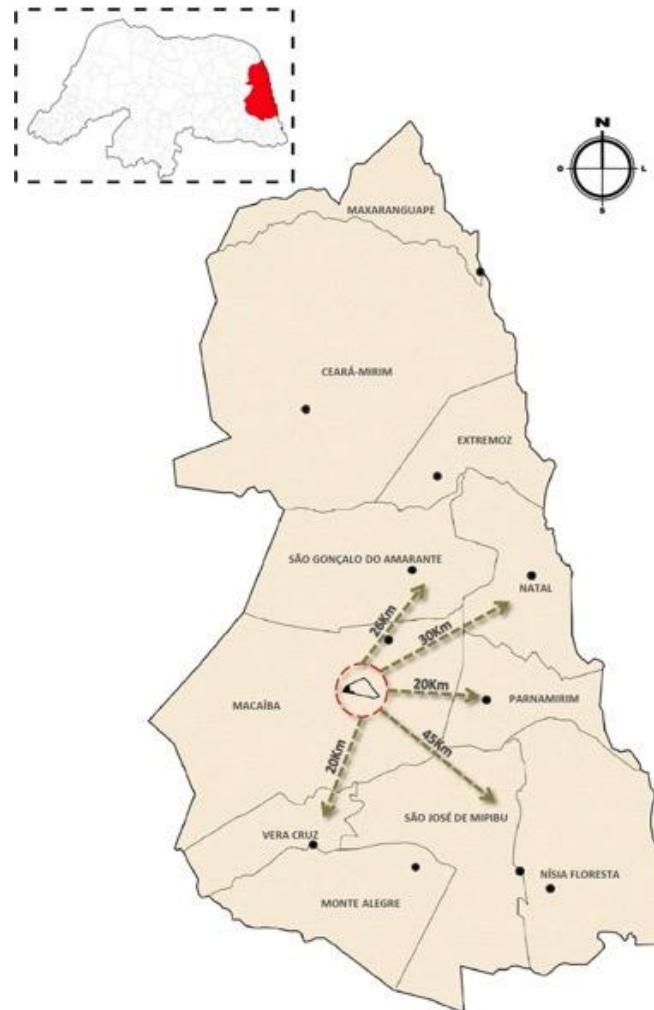 N
O
L
S
MAXARANGUAPE
CEARÁ-MIRIM
EXTREMOZ
SÃO GONÇALO DO AMARANTE
NATAL
26Km
30Km
20Km
MACAÍBA
PARNAMIRIM
45Km
20Km
SÃO JOSÉ DE MIPIBU
VERA CRUZ
NÍSIA FLORESTA
MONTE ALEGRE